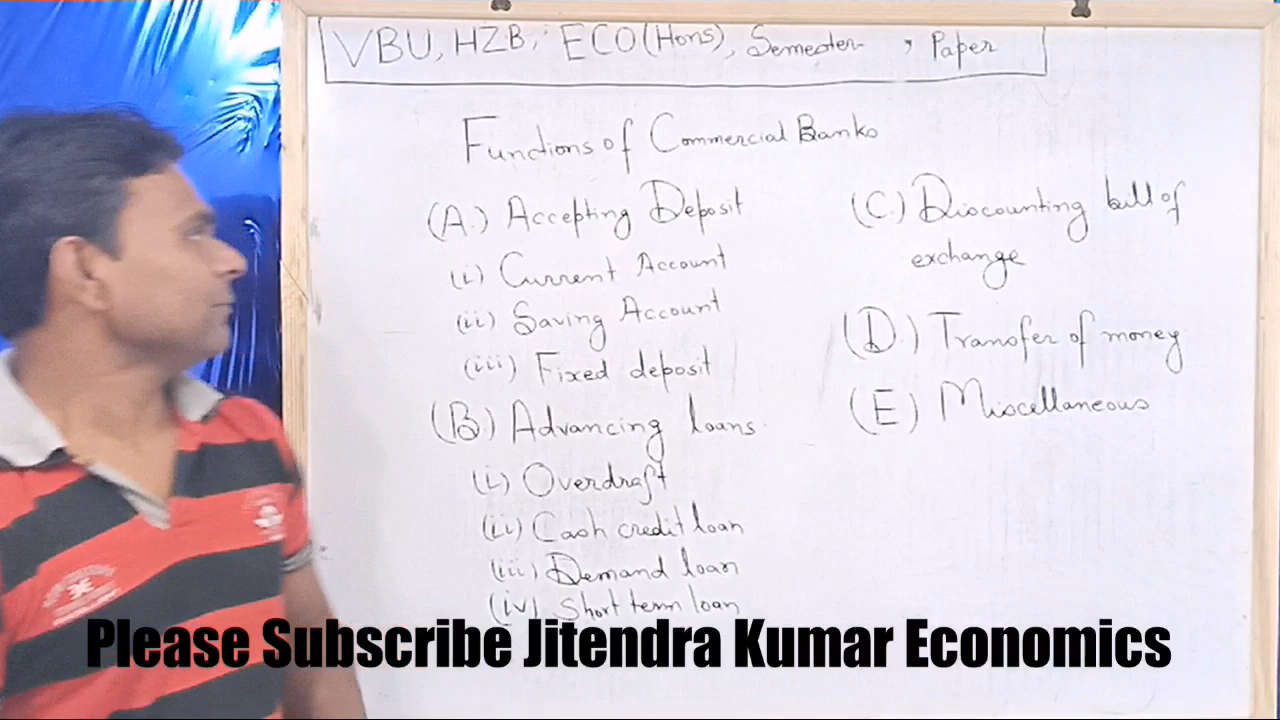 VBU, HZB, ECO(Hons), Semester , Paper
Functions of Commercial Banks
(A.) Accepting Deposit
(i) Current Account
(ii) Saving Account
(iii) Fixed deposit
(B.) Advancing loans.
(i) Overdraft
(ii) Cash credit loan
(iii) Demand loan
(iv) Short term loan
(C.) Discounting bill of
exchange
(D.) Transfer of money
(E) Miscellaneous
Please Subscribe Jitendra Kumar Economics